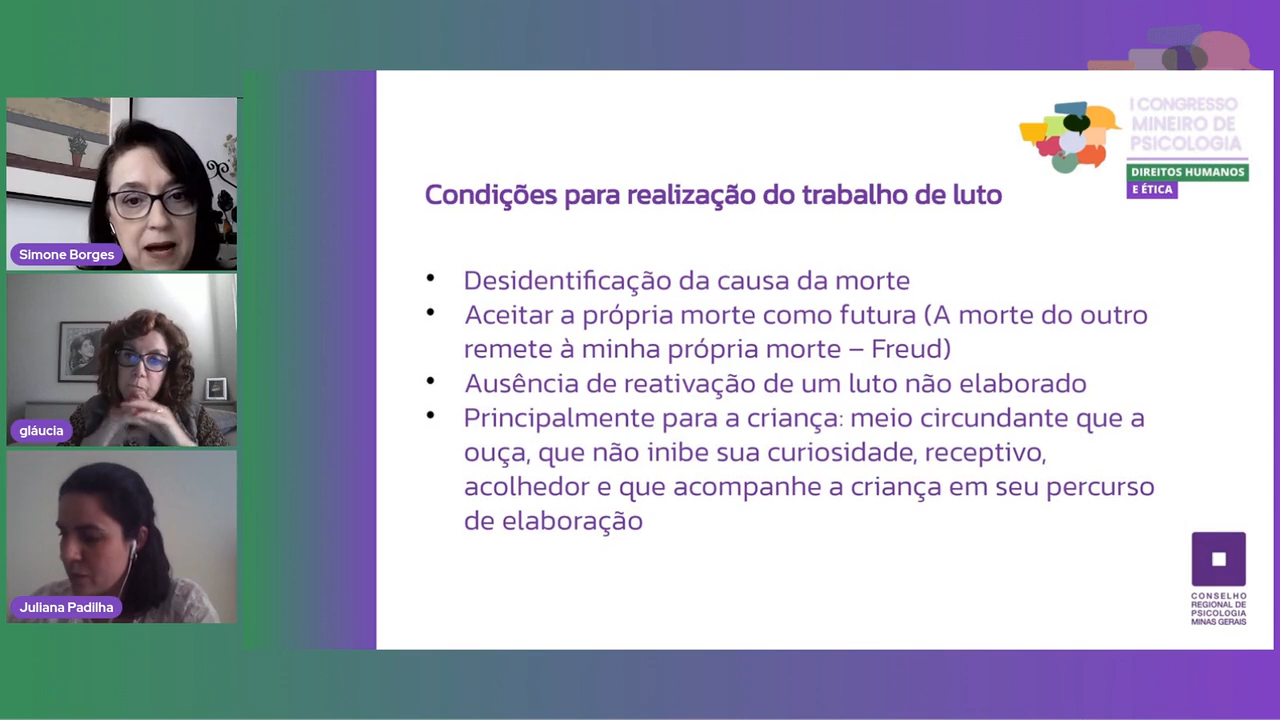 Simone Borges
gláucia
Juliana Padilha
I CONGRESSO
MINEIRO DE
PSICOLOGIA
DIREITOS HUMANOS
E ÉTICA
Condições para realização do trabalho de luto
• Desidentificação da causa da morte
• Aceitar a própria morte como futura (A morte do outro
remete à minha própria morte – Freud)
• Ausência de reativação de um luto não elaborado
• Principalmente para a criança: meio circundante que a
ouça, que não inibe sua curiosidade, receptivo,
acolhedor e que acompanhe a criança em seu percurso
de elaboração
CONSELHO
REGIONAL DE
PSICOLOGIA
MINAS GERAIS